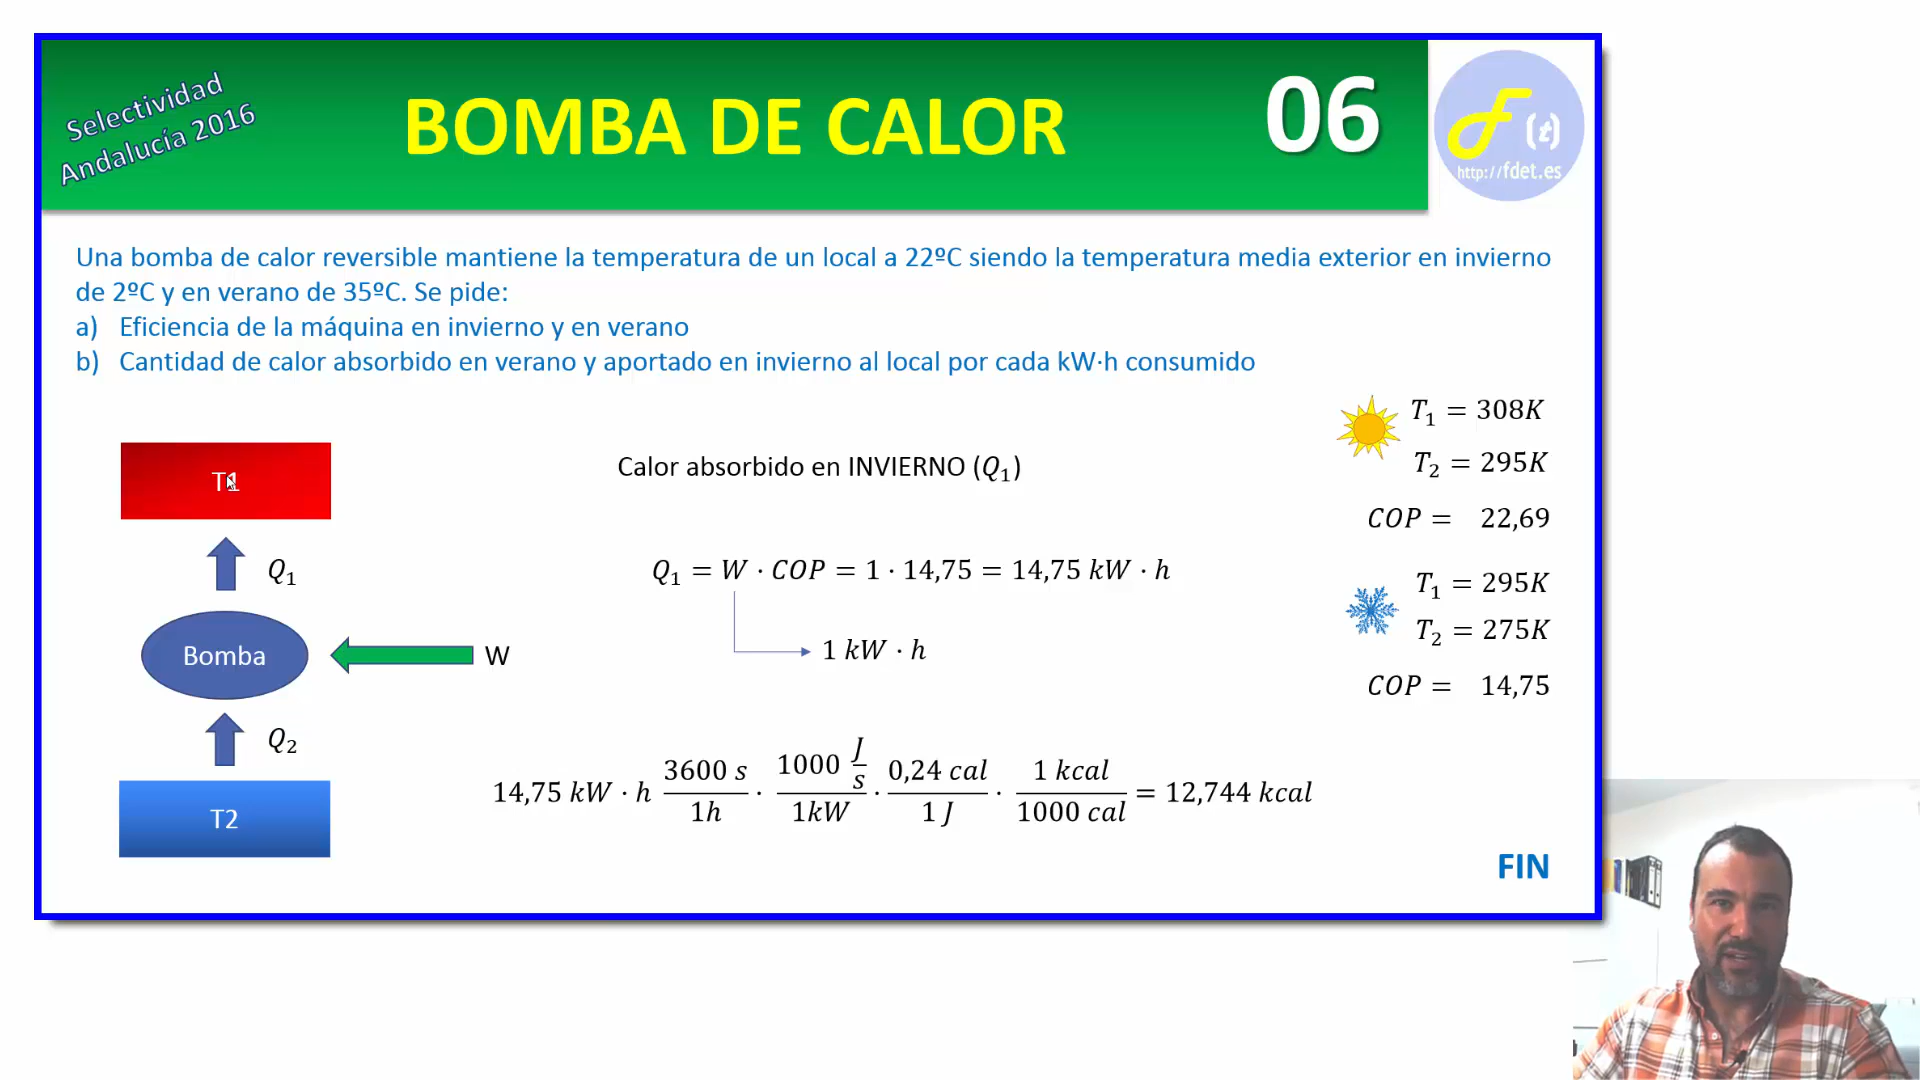 Selectividad
Andalucía 2016
BOMBA DE CALOR
06
F(t)
http://fdet.es
Una bomba de calor reversible mantiene la temperatura de un local a 22ºC siendo la temperatura media exterior en invierno
de 2ºC y en verano de 35ºC. Se pide:
a) Eficiencia de la máquina en invierno y en verano
b) Cantidad de calor absorbido en verano y aportado en invierno al local por cada kW·h consumido
T1
Q₁
Bomba
W
Q₂
T2
Calor absorbido en INVIERNO (Q₁)
Q₁ = W · COP = 1 · 14,75 = 14,75 kW · h
1 kW · h
14,75 kW · h 3600 s/1h · 1000 J/s/1kW · 0,24 cal/1 J · 1 kcal/1000 cal = 12,744 kcal
T₁ = 308K
T₂ = 295K
COP = 22,69
T₁ = 295K
T₂ = 275K
COP = 14,75
FIN